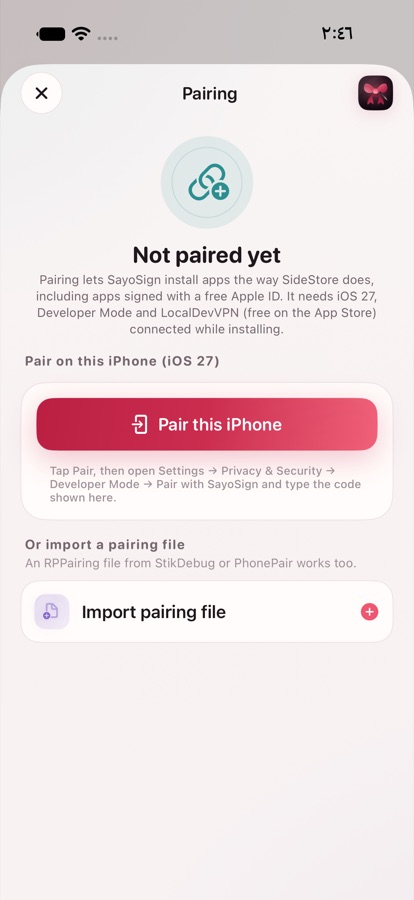 ٢:٤٦
Pairing
Not paired yet
Pairing lets SayoSign install apps the way SideStore does,
including apps signed with a free Apple ID. It needs iOS 27,
Developer Mode and LocalDevVPN (free on the App Store)
connected while installing.
Pair on this iPhone (iOS 27)
Pair this iPhone
Tap Pair, then open Settings → Privacy & Security →
Developer Mode → Pair with SayoSign and type the code
shown here.
Or import a pairing file
An RPPairing file from StikDebug or PhonePair works too.
Import pairing file